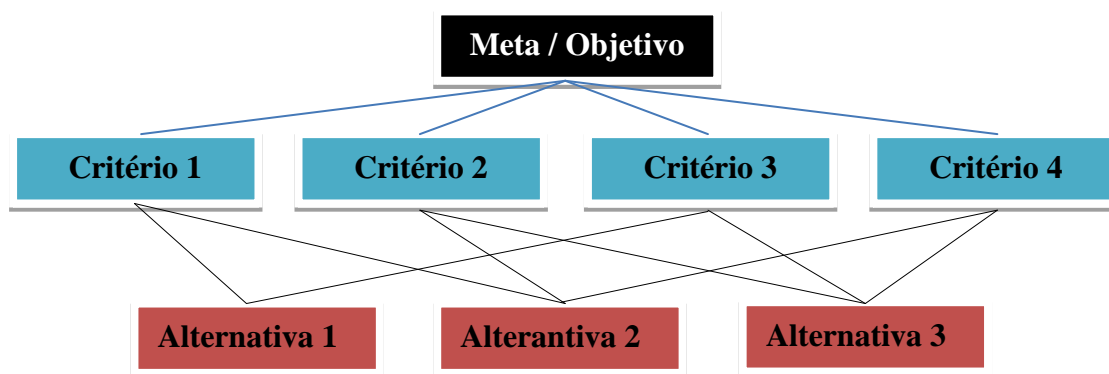 Meta / Objetivo
Critério 1
Critério 2
Critério 3
Critério 4
Alternativa 1
Alterantiva 2
Alternativa 3